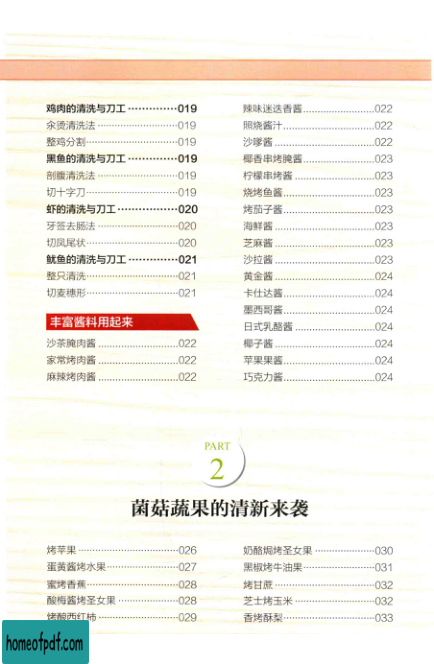 鸡肉的清洗与刀工 019
氽烫清洗法 019
整鸡分割 019
黑鱼的清洗与刀工 019
剖腹清洗法 019
切十字刀 019
虾的清洗与刀工 020
牙签去肠法 020
切凤尾状 020
鱿鱼的清洗与刀工 021
整只清洗 021
切麦穗形 021
丰富酱料用起来
沙茶腌肉酱 022
家常烤肉酱 022
麻辣烤肉酱 022
辣味迷迭香酱 022
照烧酱汁 022
沙嗲酱 022
椰香串烤腌酱 023
柠檬串烤酱 023
烧烤鱼酱 023
烤茄子酱 023
海鲜酱 023
芝麻酱 023
沙拉酱 023
黄金酱 024
卡仕达酱 024
墨西哥酱 024
日式乳酪酱 024
椰子酱 024
苹果果酱 024
巧克力酱 024
PART
2
菌菇蔬果的清新来袭
烤苹果 026
蛋黄酱烤水果 027
蜜烤香蕉 028
酸梅酱烤圣女果 028
烤酸西红柿 029
奶酪焗烤圣女果 030
黑椒烤牛油果 031
烤甘蔗 032
芝士烤玉米 032
香烤酥梨 033
homeofpdf.com